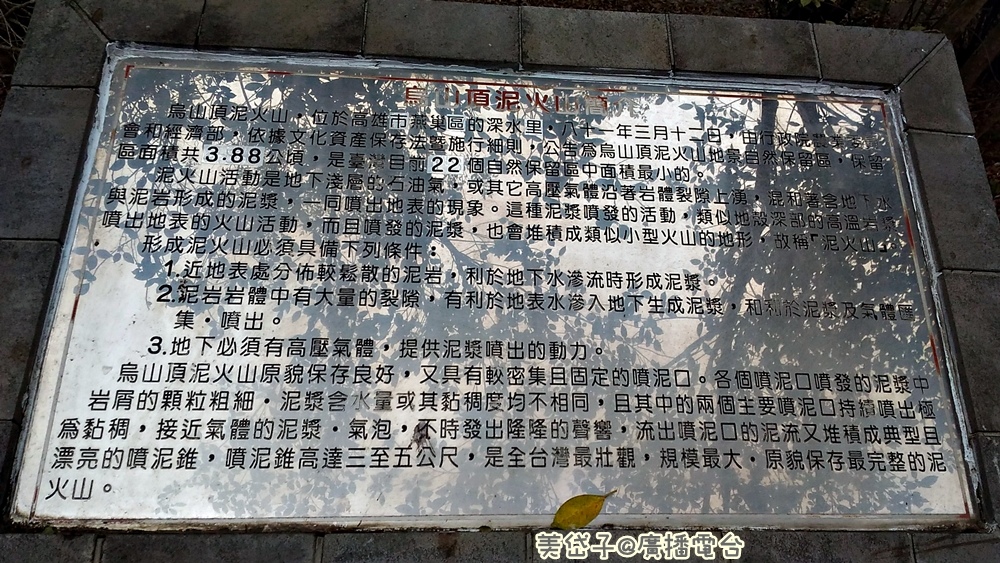 烏山頂泥火山
烏山頂泥火山，位於高雄市燕巢區的深水里，八十一年三月十一日，由行政院農業委員
會和經濟部，依據文化資產保存法暨施行細則，公告為烏山頂泥火山地景自然保留區，保留
區面積共3.88公頃，是臺灣目前22個自然保留區中面積最小的。
泥火山活動是地下淺層的石油氣，或其它高壓氣體沿著岩體裂隙上湧，混和著含地下水
與泥岩形成的泥漿，一同噴出地表的現象。這種泥漿噴發的活動，類似地殼深部的高溫岩漿
噴出地表的火山活動，而且噴發的泥漿，也會堆積成類似小型火山的地形，故稱「泥火山」。
形成泥火山必須具備下列條件：
1.近地表處分佈較鬆散的泥岩，利於地下水滲流時形成泥漿。
2.泥岩岩體中有大量的裂隙，有利於地表水滲入地下生成泥漿，和利於泥漿及氣體匯
集．噴出。
3.地下必須有高壓氣體，提供泥漿噴出的動力。
烏山頂泥火山原貌保存良好，又具有較密集且固定的噴泥口。各個噴泥口噴發的泥漿中
岩屑的顆粒粗細．泥漿含水量或其黏稠度均不相同，且其中的兩個主要噴泥口持續噴出極
為黏稠，接近氣體的泥漿．氣泡，不時發出隆隆的聲響，流出噴泥口的泥流又堆積成典型且
漂亮的噴泥錐，噴泥錐高達三至五公尺，是全台灣最壯觀，規模最大．原貌保存最完整的泥
火山。
美岱子@廣播電台